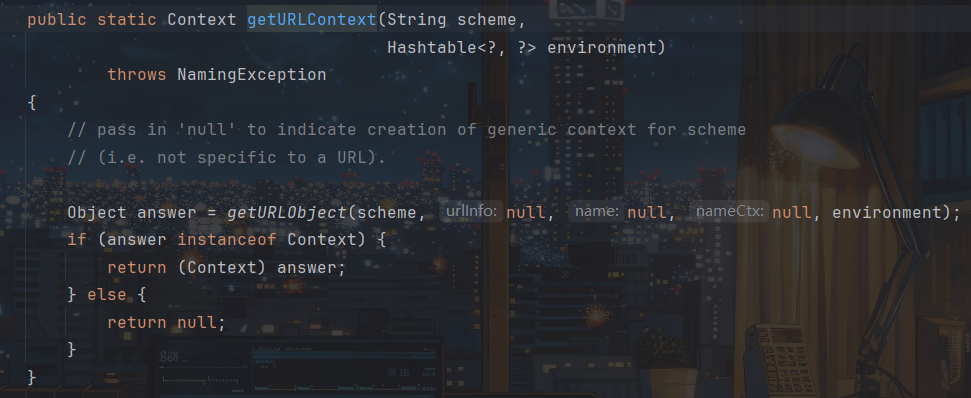 public static Context getURLContext(String scheme,
                                    Hashtable<?, ?> environment)
        throws NamingException
{
    // pass in 'null' to indicate creation of generic context for scheme
    // (i.e. not specific to a URL).

    Object answer = getURLObject(scheme, urlInfo: null, name: null, nameCtx: null, environment);
    if (answer instanceof Context) {
        return (Context) answer;
    } else {
        return null;
    }
}